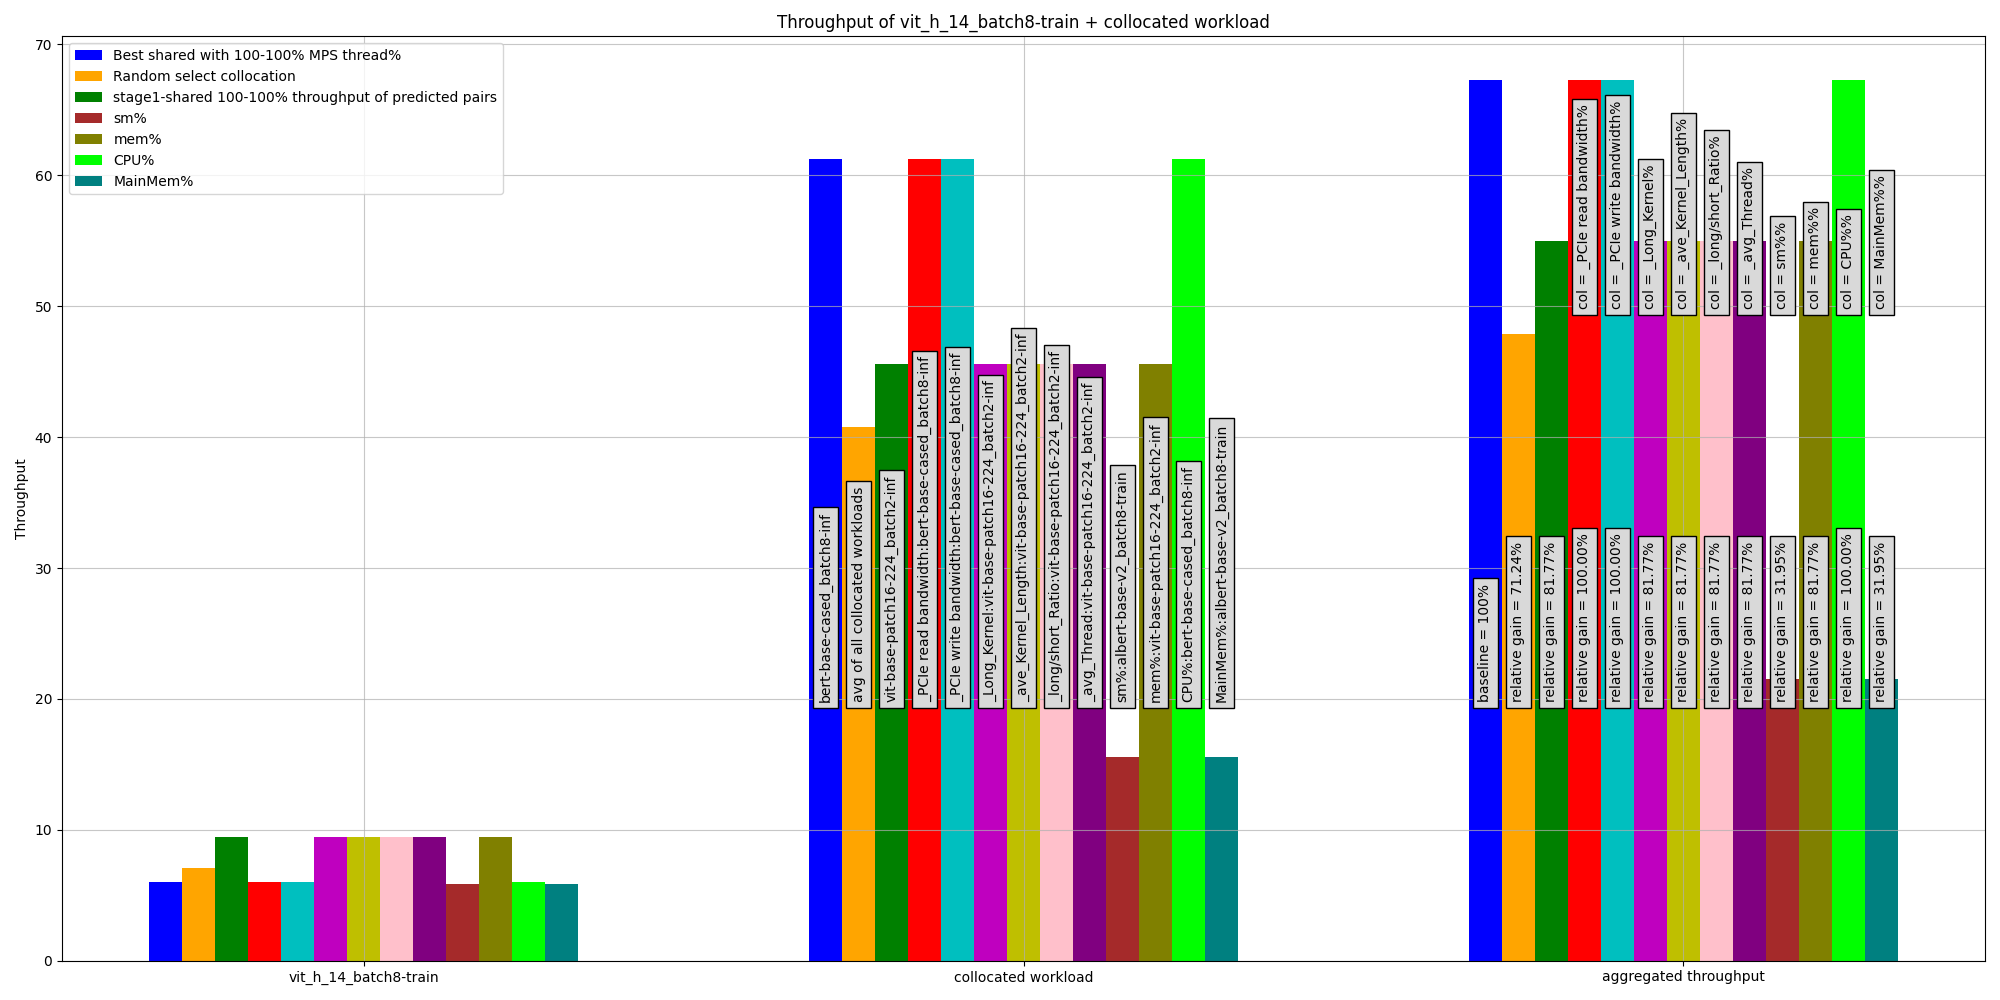 Throughput of vit_h_14_batch8-train + collocated workload
Best shared with 100-100% MPS thread%
Random select collocation
stage1-shared 100-100% throughput of predicted pairs
sm%
mem%
CPU%
MainMem%
Throughput
70
60
50
40
30
20
10
0
bert-base-cased_batch8-inf
avg of all collocated workloads
vit-base-patch16-224_batch2-inf
_PCIe read bandwidth:bert-base-cased_batch8-inf
_PCIe write bandwidth:bert-base-cased_batch8-inf
_Long_Kernel:vit-base-patch16-224_batch2-inf
_ave_Kernel_Length:vit-base-patch16-224_batch2-inf
_long/short_Ratio:vit-base-patch16-224_batch2-inf
_avg_Thread:vit-base-patch16-224_batch2-inf
sm%:albert-base-v2_batch8-train
mem%:vit-base-patch16-224_batch2-inf
CPU%:bert-base-cased_batch8-inf
MainMem%:albert-base-v2_batch8-train
col = _PCIe read bandwidth%
col = _PCIe write bandwidth%
col = _Long_Kernel%
col = _ave_Kernel_Length%
col = _long/short_Ratio%
col = _avg_Thread%
col = sm%%
col = mem%%
col = CPU%%
col = MainMem%%
baseline = 100%
relative gain = 71.24%
relative gain = 81.77%
relative gain = 100.00%
relative gain = 100.00%
relative gain = 81.77%
relative gain = 81.77%
relative gain = 81.77%
relative gain = 81.77%
relative gain = 31.95%
relative gain = 81.77%
relative gain = 100.00%
relative gain = 31.95%
vit_h_14_batch8-train
collocated workload
aggregated throughput